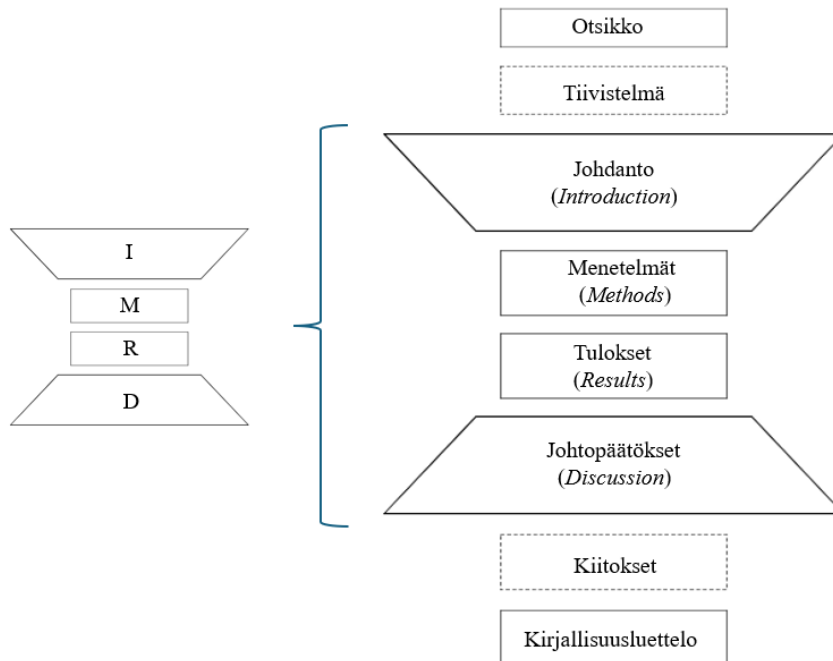 I
M
R
D
Otsikko
Tiivistelmä
Johdanto
(Introduction)
Menetelmät
(Methods)
Tulokset
(Results)
Johtopäätökset
(Discussion)
Kiitokset
Kirjallisuusluettelo